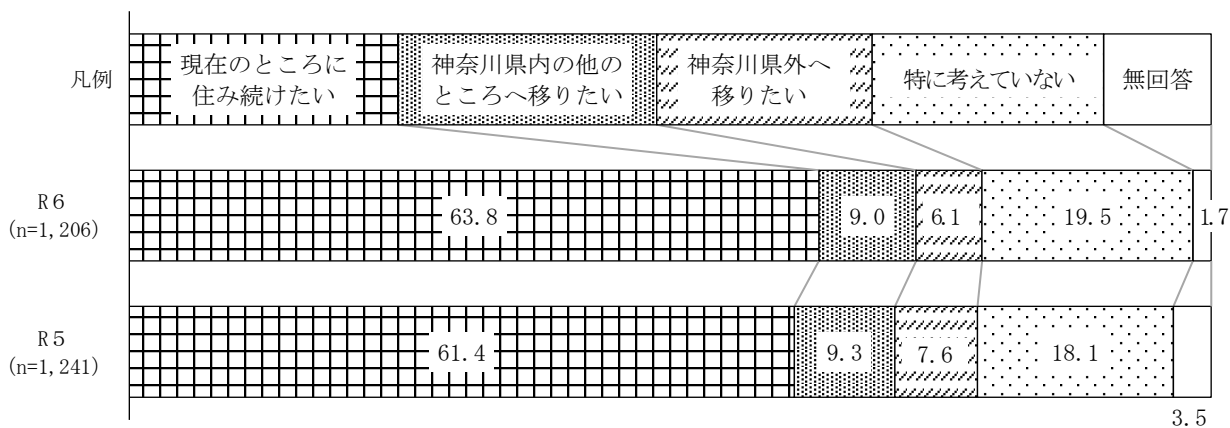 凡例
現在のところに
住み続けたい
神奈川県内の他の
ところへ移りたい
神奈川県外へ
移りたい
特に考えていない
無回答
R6
(n=1,206)
63.8
9.0
6.1
19.5
1.7
R5
(n=1,241)
61.4
9.3
7.6
18.1
3.5